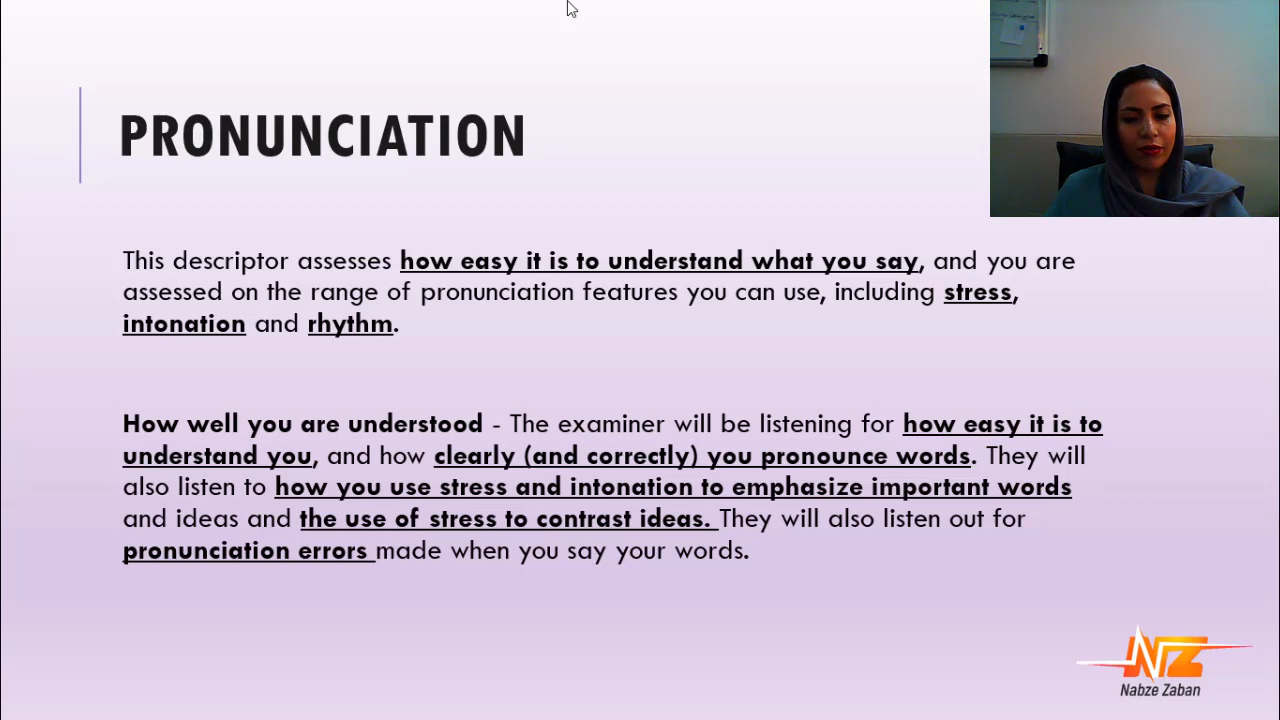 PRONUNCIATION
This descriptor assesses how easy it is to understand what you say, and you are
assessed on the range of pronunciation features you can use, including stress,
intonation and rhythm.
How well you are understood - The examiner will be listening for how easy it is to
understand you, and how clearly (and correctly) you pronounce words. They will
also listen to how you use stress and intonation to emphasize important words
and ideas and the use of stress to contrast ideas. They will also listen out for
pronunciation errors made when you say your words.
NZ
Nabze Zaban